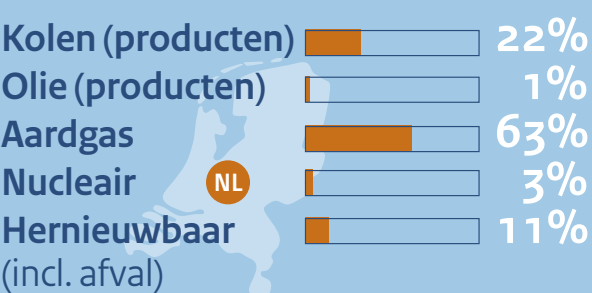 Kolen (producten) 22%
Olie (producten) 1%
Aardgas 63%
Nucleair NL 3%
Hernieuwbaar 11%
(incl. afval)